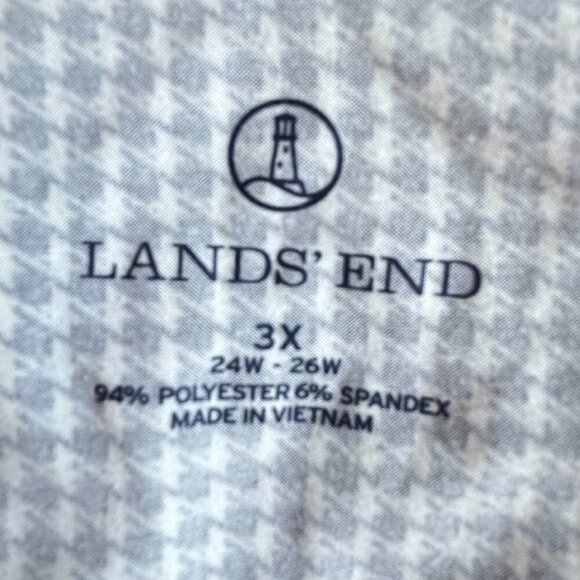 LANDS' END
3X
24W - 26W
94% POLYESTER 6% SPANDEX
MADE IN VIETNAM